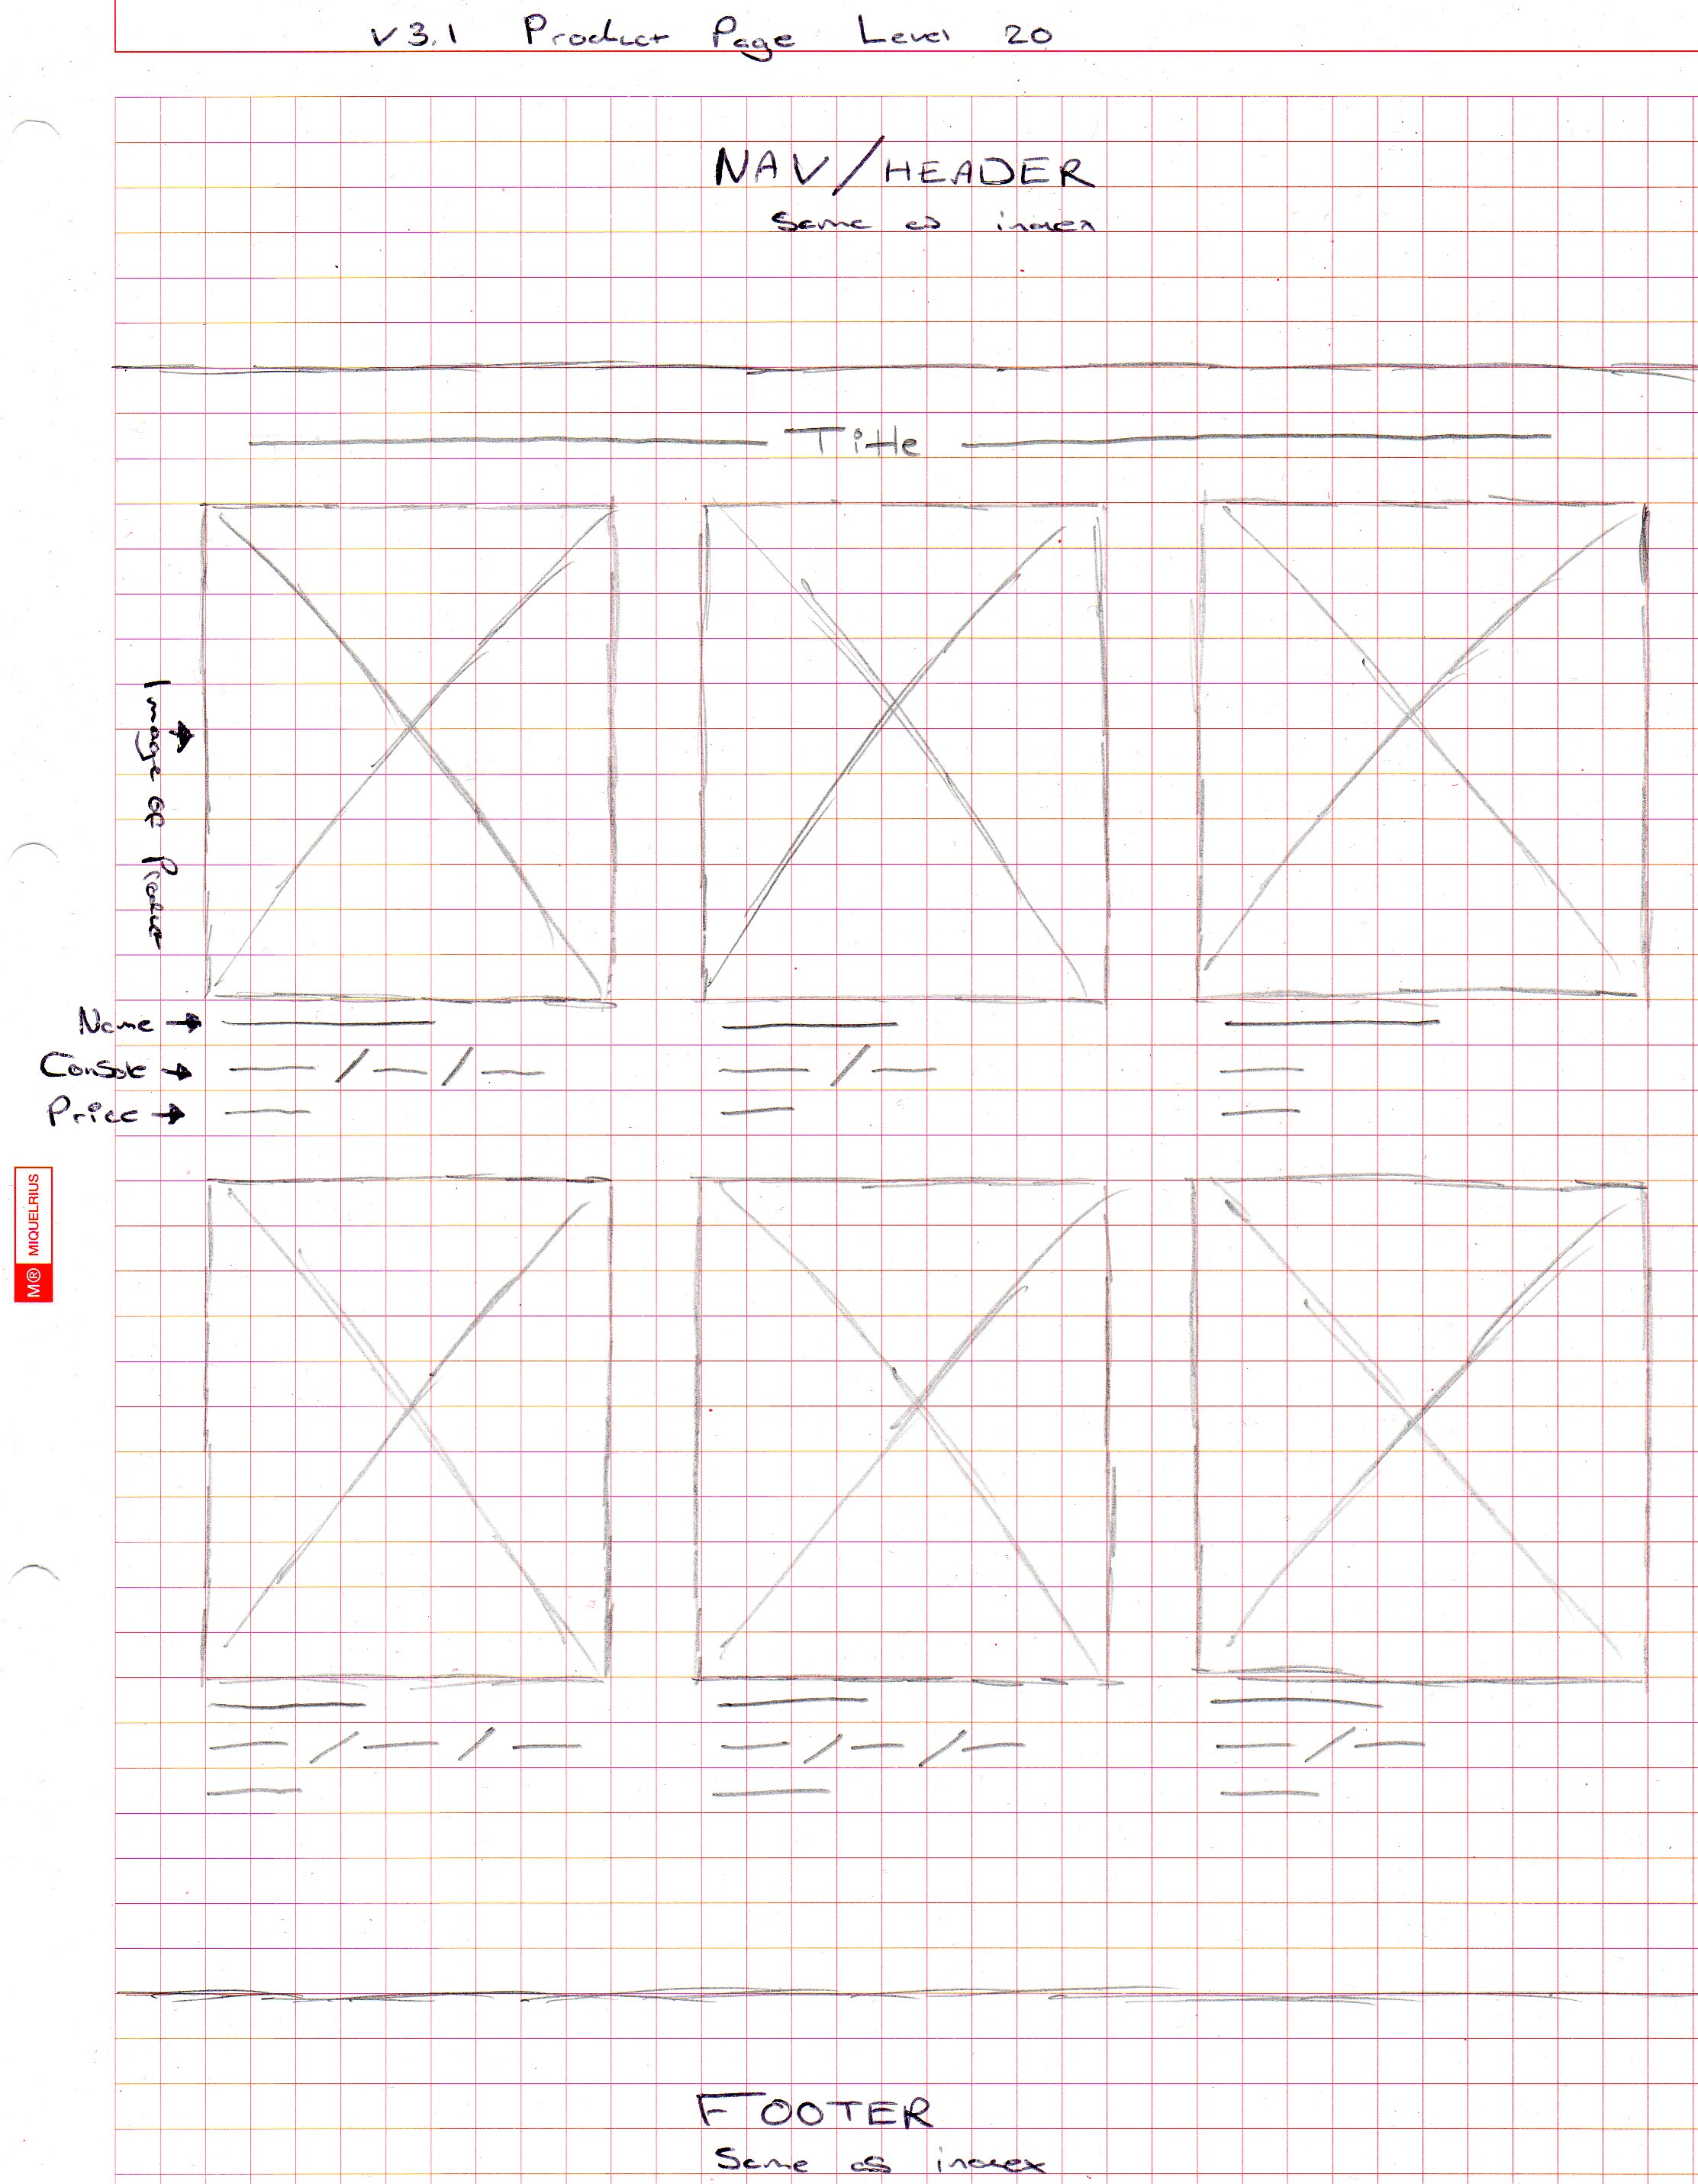 V 3.1 Product Page Level 20
NAV/HEADER
Same as index
Title
Image of Product
Name
Console
Price
M® MIQUELRIUS
FOOTER
Same as index